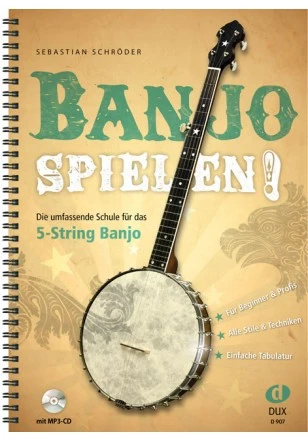 SEBASTIAN SCHRÖDER
BANJO
SPIELEN!
Die umfassende Schule für das
5-String Banjo
Für Beginner & Profis
Alle Stile & Techniken
Einfache Tabulatur
mit MP3-CD
d
DUX
D 907